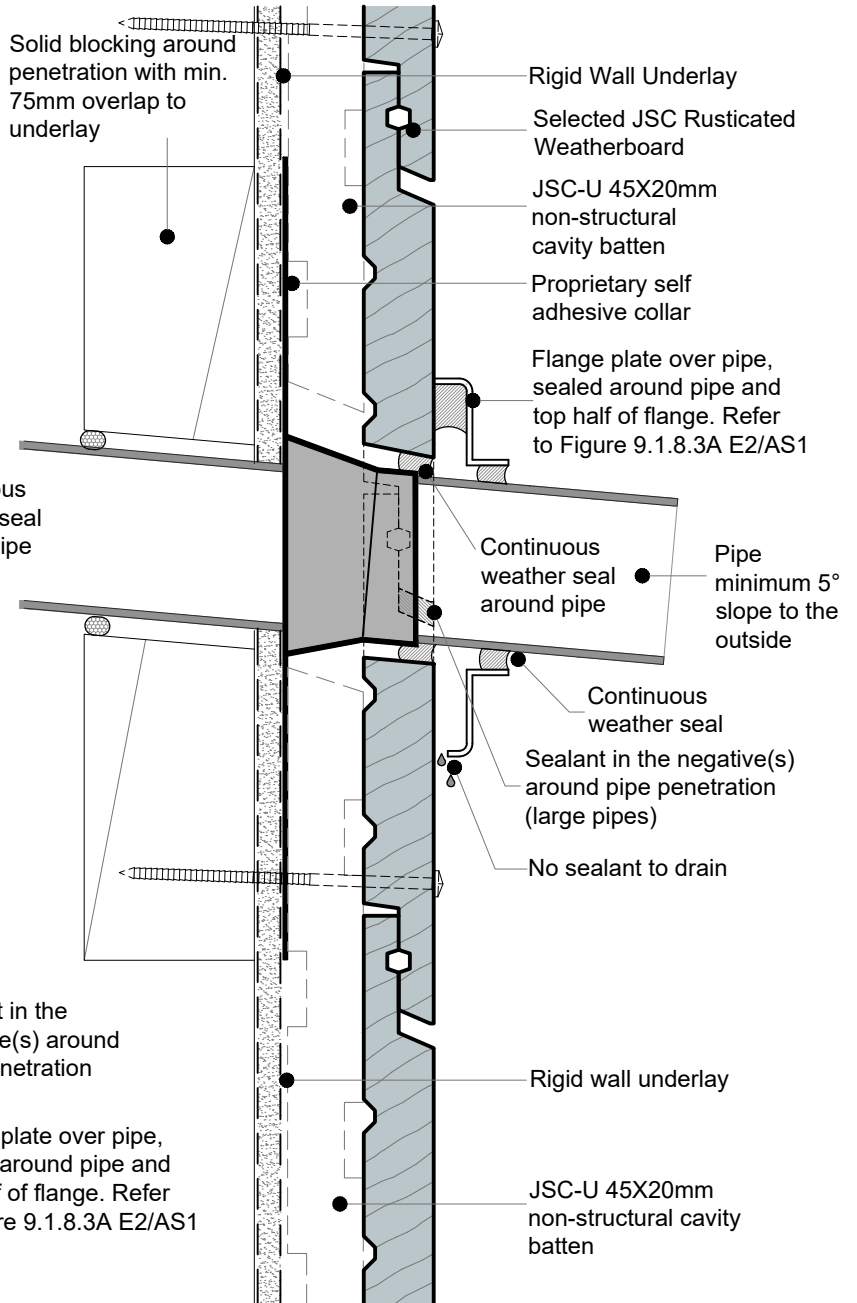 Solid blocking around
penetration with min.
75mm overlap to
underlay
Rigid Wall Underlay
Selected JSC Rusticated
Weatherboard
JSC-U 45X20mm
non-structural
cavity batten
Proprietary self
adhesive collar
Flange plate over pipe,
sealed around pipe and
top half of flange. Refer
to Figure 9.1.8.3A E2/AS1
seal
Continuous
weather seal
around pipe
Pipe
minimum 5°
slope to the
outside
Continuous
weather seal
Sealant in the negative(s)
around pipe penetration
(large pipes)
No sealant to drain
in the
around
Rigid wall underlay
plate over pipe,
around pipe and
of flange. Refer
9.1.8.3A E2/AS1
JSC-U 45X20mm
non-structural cavity
batten